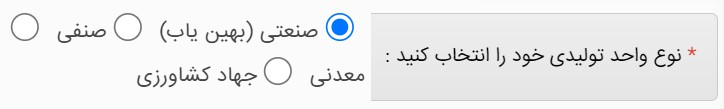 * نوع واحد تولیدی خود را انتخاب کنید :
صنعتی (بهین یاب) صنفی
معدنی جهاد کشاورزی